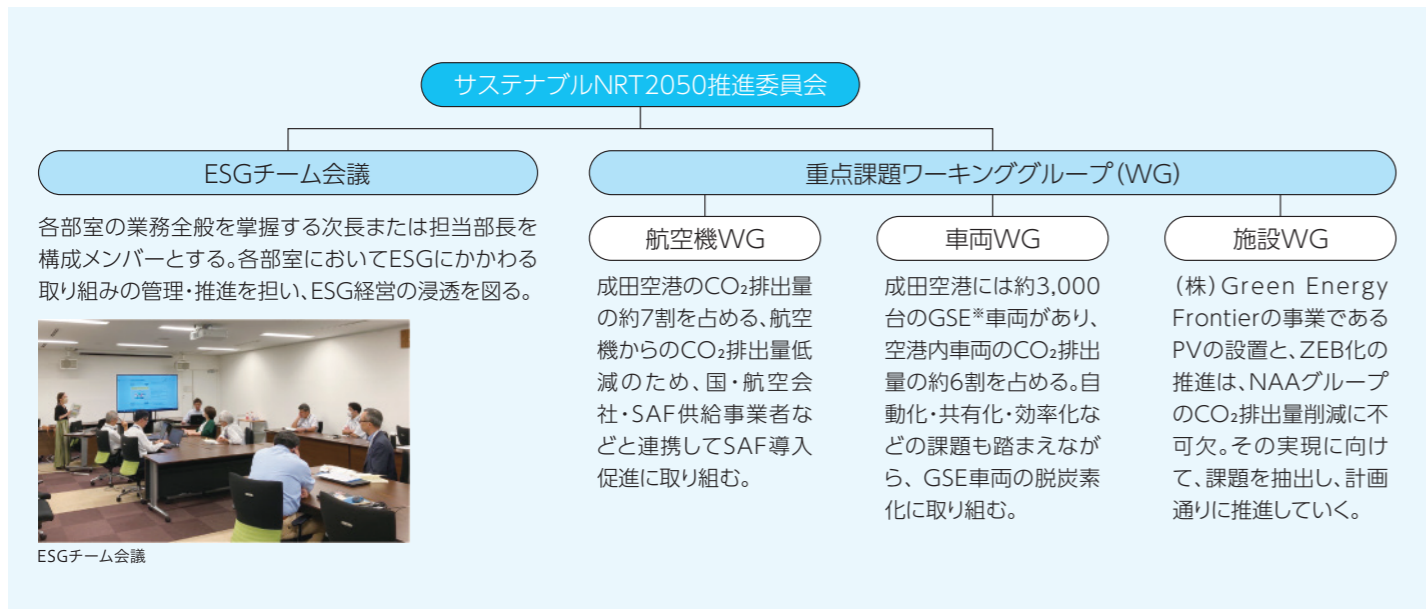 サステナブルNRT2050推進委員会
ESGチーム会議
各部室の業務全般を掌握する次長または担当部長を
構成メンバーとする。各部室においてESGにかかわる
取り組みの管理・推進を担い、ESG経営の浸透を図る。
ESGチーム会議
重点課題ワーキンググループ(WG)
航空機WG
成田空港のCO₂排出量
の約7割を占める、航空
機からのCO₂排出量低
減のため、国・航空会
社・SAF供給事業者な
どと連携してSAF導入
促進に取り組む。
車両WG
成田空港には約3,000
台のGSE※車両があり、
空港内車両のCO₂排出
量の約6割を占める。自
動化・共有化・効率化な
どの課題も踏まえなが
ら、GSE車両の脱炭素
化に取り組む。
施設WG
(株)Green Energy
Frontierの事業である
PVの設置と、ZEB化の
推進は、NAAグループ
のCO₂排出量削減に不
可欠。その実現に向け
て、課題を抽出し、計画
通りに推進していく。